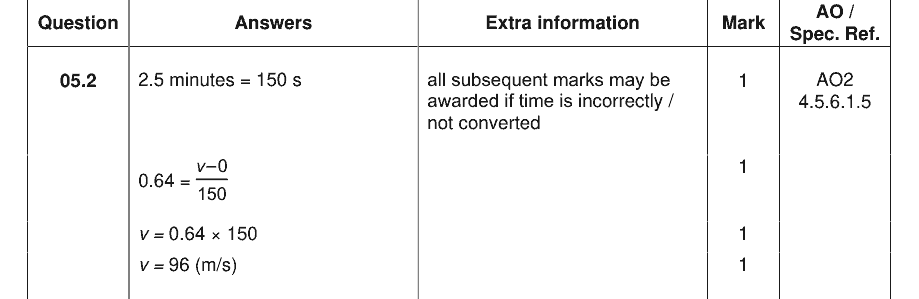 Question Answers Extra information Mark AO /
Spec. Ref.
05.2 2.5 minutes = 150 s all subsequent marks may be 1 AO2
awarded if time is incorrectly / 4.5.6.1.5
not converted
0.64 = v−0 / 150 1
v = 0.64 × 150 1
v = 96 (m/s) 1